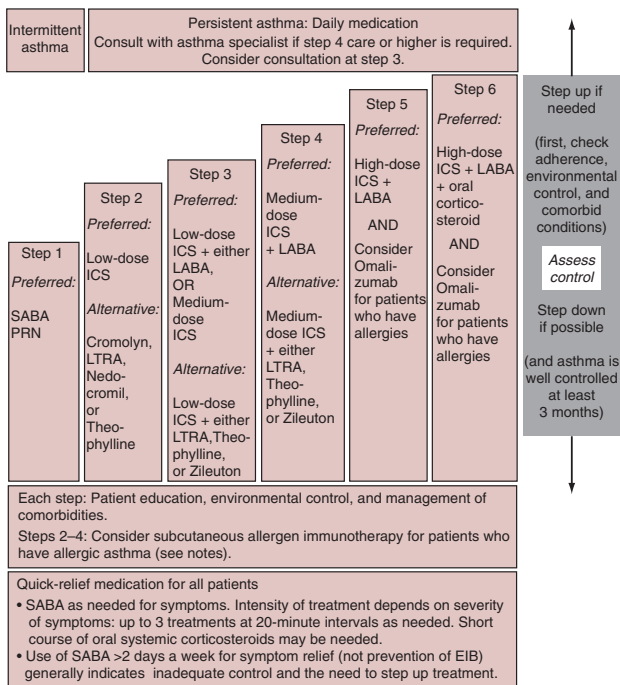 Intermittent
asthma
Persistent asthma: Daily medication
Consult with asthma specialist if step 4 care or higher is required.
Consider consultation at step 3.
Step 1
Preferred:
SABA
PRN
Step 2
Preferred:
Low-dose
ICS
Alternative:
Cromolyn,
LTRA,
Nedo-
cromil,
or
Theo-
phylline
Step 3
Preferred:
Low-dose
ICS + either
LABA,
OR
Medium-
dose
ICS
Alternative:
Low-dose
ICS + either
LTRA,Theo-
phylline,
or Zileuton
Step 4
Preferred:
Medium-
dose
ICS
+ LABA
Alternative:
Medium-
dose ICS
+ either
LTRA,
Theo-
phylline,
or Zileuton
Step 5
Preferred:
High-dose
ICS +
LABA
AND
Consider
Omali-
zumab
for patients
who have
allergies
Step 6
Preferred:
High-dose
ICS + LABA
+ oral
cortico-
steroid
AND
Consider
Omali-
zumab
for patients
who have
allergies
Step up if
needed
(first, check
adherence,
environmental
control, and
comorbid
conditions)
Assess
control
Step down
if possible
(and asthma is
well controlled
at least
3 months)
Each step: Patient education, environmental control, and management of
comorbidities.
Steps 2–4: Consider subcutaneous allergen immunotherapy for patients who
have allergic asthma (see notes).
Quick-relief medication for all patients
• SABA as needed for symptoms. Intensity of treatment depends on severity
of symptoms: up to 3 treatments at 20-minute intervals as needed. Short
course of oral systemic corticosteroids may be needed.
• Use of SABA >2 days a week for symptom relief (not prevention of EIB)
generally indicates inadequate control and the need to step up treatment.